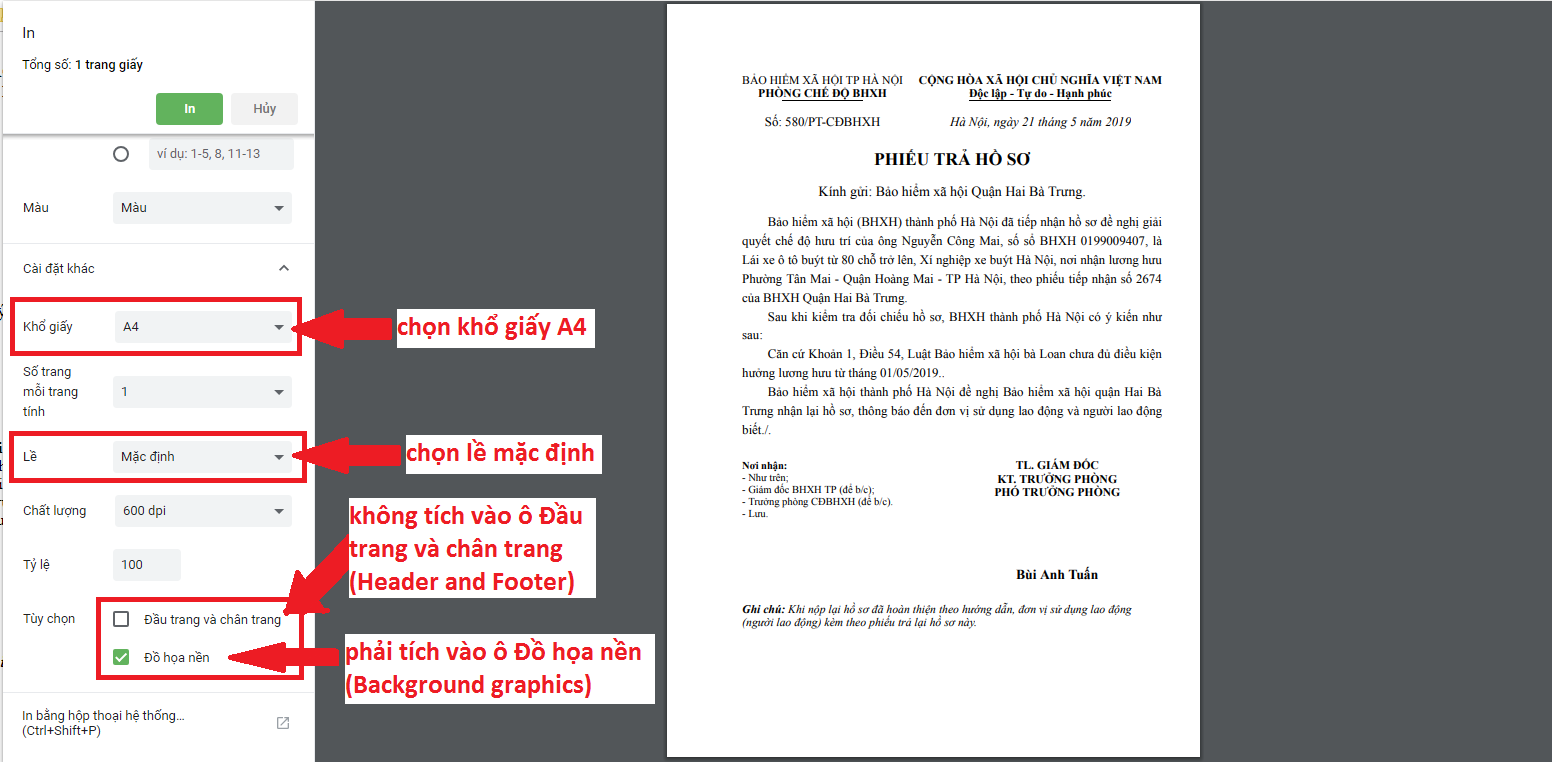 In
Tổng số: 1 trang giấy
In
Hủy
ví dụ: 1-5, 8, 11-13
Màu
Màu
Cài đặt khác
Khổ giấy
A4
Số trang
mỗi trang
tính
1
Lề
Mặc định
Chất lượng
600 dpi
Tỷ lệ
100
Tùy chọn
Đầu trang và chân trang
Đồ họa nền
In bằng hộp thoại hệ thống...
(Ctrl+Shift+P)
chọn khổ giấy A4
chọn lề mặc định
không tích vào ô Đầu
trang và chân trang
(Header and Footer)
phải tích vào ô Đồ họa nền
(Background graphics)
BẢO HIỂM XÃ HỘI TP HÀ NỘI
PHÒNG CHẾ ĐỘ BHXH
CỘNG HÒA XÃ HỘI CHỦ NGHĨA VIỆT NAM
Độc lập - Tự do - Hạnh phúc
Số: 580/PT-CĐBHXH
Hà Nội, ngày 21 tháng 5 năm 2019
PHIẾU TRẢ HỒ SƠ
Kính gửi: Bảo hiểm xã hội Quận Hai Bà Trưng.
Bảo hiểm xã hội (BHXH) thành phố Hà Nội đã tiếp nhận hồ sơ đề nghị giải
quyết chế độ hưu trí của ông Nguyễn Công Mai, số sổ BHXH 0199009407, là
Lái xe ô tô buýt từ 80 chỗ trở lên, Xí nghiệp xe buýt Hà Nội, nơi nhận lương hưu
Phường Tân Mai - Quận Hoàng Mai - TP Hà Nội, theo phiếu tiếp nhận số 2674
của BHXH Quận Hai Bà Trưng.
Sau khi kiểm tra đối chiếu hồ sơ, BHXH thành phố Hà Nội có ý kiến như
sau:
Căn cứ Khoản 1, Điều 54, Luật Bảo hiểm xã hội bà Loan chưa đủ điều kiện
hưởng lương hưu từ tháng 01/05/2019..
Bảo hiểm xã hội thành phố Hà Nội đề nghị Bảo hiểm xã hội quận Hai Bà
Trưng nhận lại hồ sơ, thông báo đến đơn vị sử dụng lao động và người lao động
biết./.
Nơi nhận:
- Như trên;
- Giám đốc BHXH TP (để b/c);
- Trưởng phòng CĐBHXH (để b/c).
- Lưu.
TL. GIÁM ĐỐC
KT. TRƯỞNG PHÒNG
PHÓ TRƯỞNG PHÒNG
Bùi Anh Tuấn
Ghi chú: Khi nộp lại hồ sơ đã hoàn thiện theo hướng dẫn, đơn vị sử dụng lao động
(người lao động) kèm theo phiếu trả lại hồ sơ này.